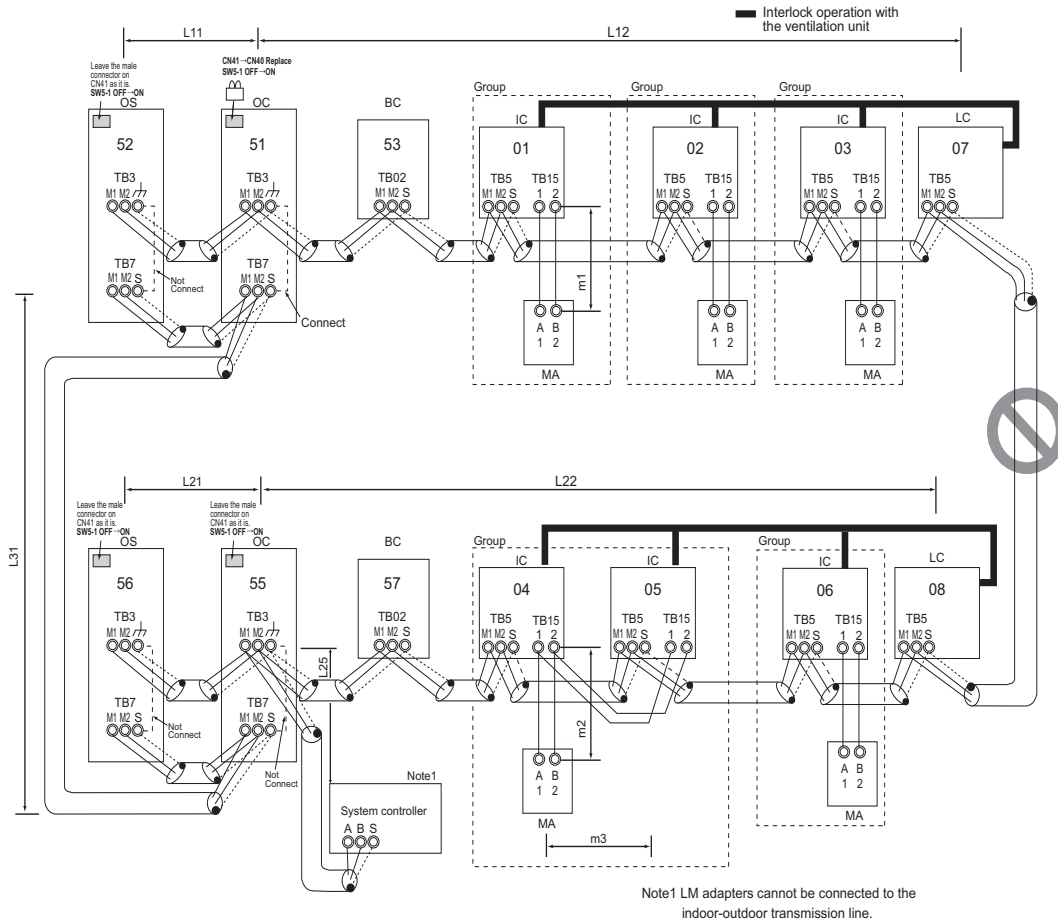 Interlock operation with
the ventilation unit
L11
L12
Leave the male
connector on
CN41 as it is.
SW5-1 OFF→ON
CN41→CN40 Replace
SW5-1 OFF→ON
OS
OC
BC
Group
Group
Group
IC
IC
IC
LC
52
51
53
01
02
03
07
TB3
TB3
TB02
TB5
TB15
TB5
TB15
TB5
TB15
TB5
M1 M2
M1 M2
M1 M2 S
M1 M2 S
1 2
M1 M2 S
1 2
M1 M2 S
1 2
M1 M2 S
TB7
TB7
M1 M2 S
M1 M2 S
Not
Connect
Connect
m1
A B
1 2
MA
A B
1 2
MA
A B
1 2
MA
L31
L21
L22
Leave the male
connector on
CN41 as it is.
SW5-1 OFF→ON
Leave the male
connector on
CN41 as it is.
SW5-1 OFF→ON
OS
OC
BC
Group
Group
IC
IC
IC
LC
56
55
57
04
05
06
08
TB3
TB3
TB02
TB5
TB15
TB5
TB15
TB5
TB15
TB5
M1 M2
M1 M2
M1 M2 S
M1 M2 S
1 2
M1 M2 S
1 2
M1 M2 S
1 2
M1 M2 S
L25
TB7
TB7
M1 M2 S
M1 M2 S
Not
Connect
Not
Connect
m2
Note1
System controller
A B S
A B
1 2
MA
A B
1 2
MA
m3
Note1 LM adapters cannot be connected to the
indoor-outdoor transmission line.